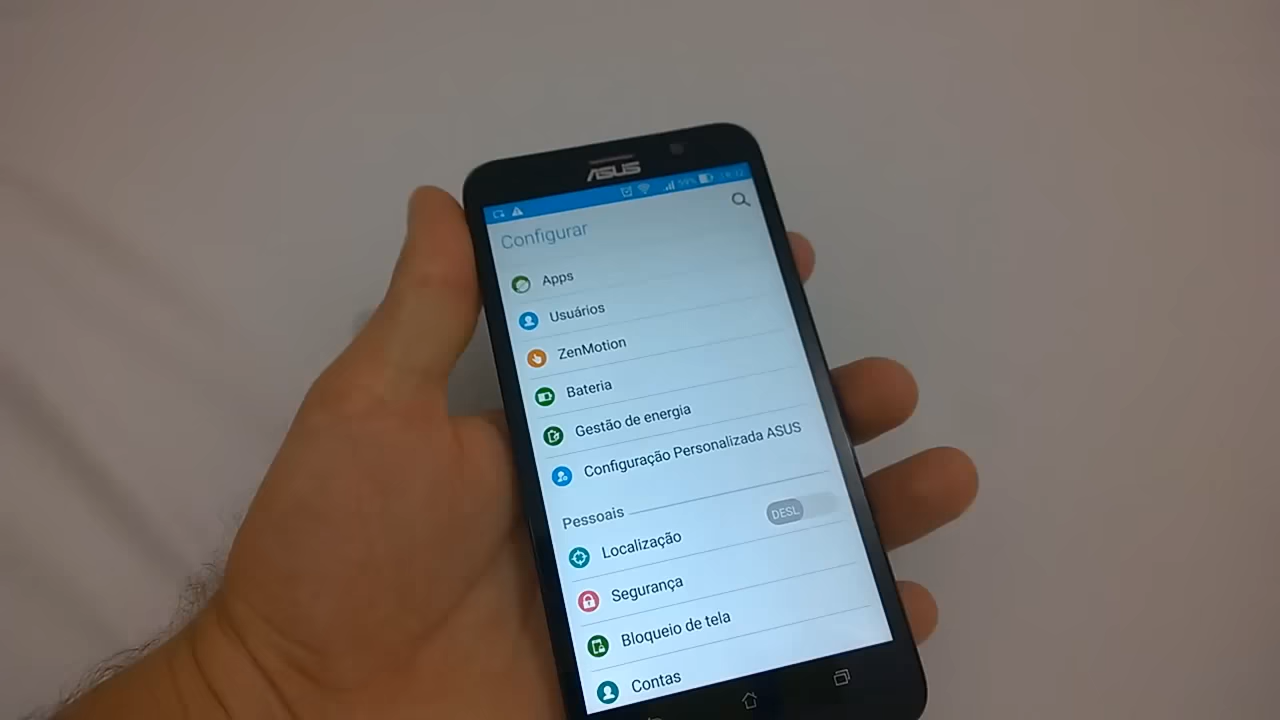 ASUS
Configurar
Apps
Usuários
ZenMotion
Bateria
Gestão de energia
Configuração Personalizada ASUS
Pessoais
Localização DESL
Segurança
Bloqueio de tela
Contas